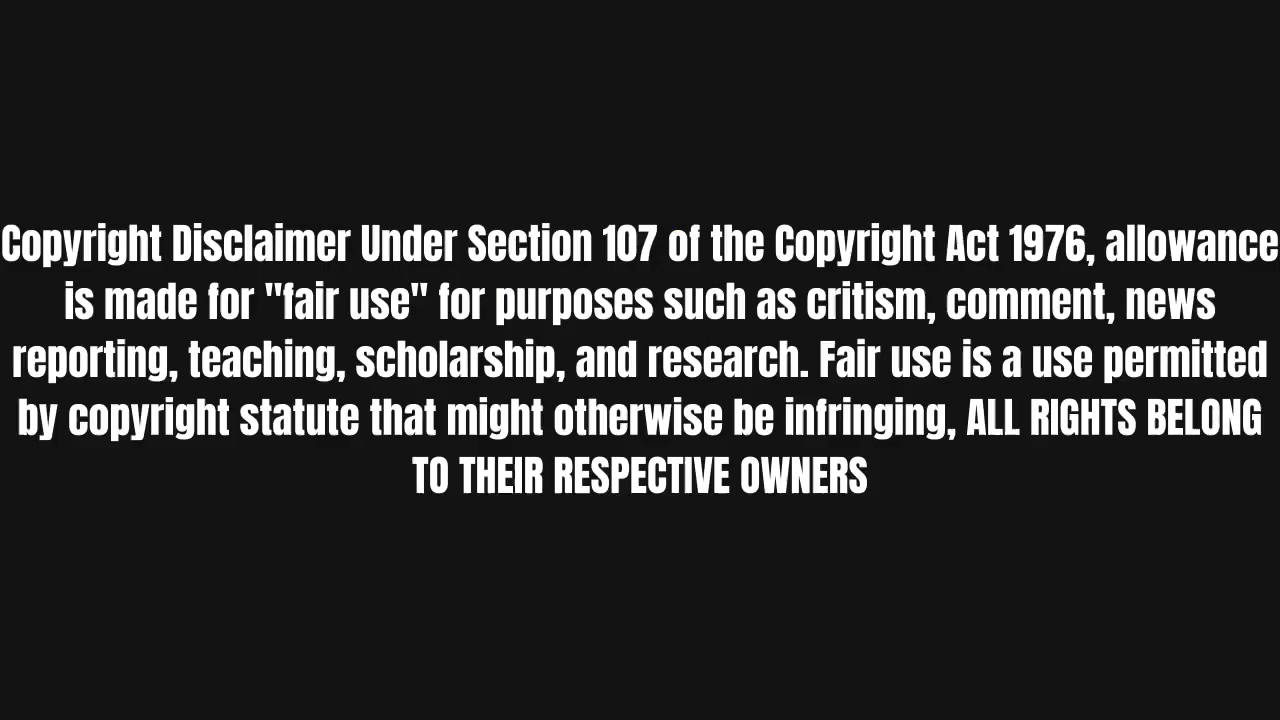 Copyright Disclaimer Under Section 107 of the Copyright Act 1976, allowance
is made for "fair use" for purposes such as critism, comment, news
reporting, teaching, scholarship, and research. Fair use is a use permitted
by copyright statute that might otherwise be infringing, ALL RIGHTS BELONG
TO THEIR RESPECTIVE OWNERS